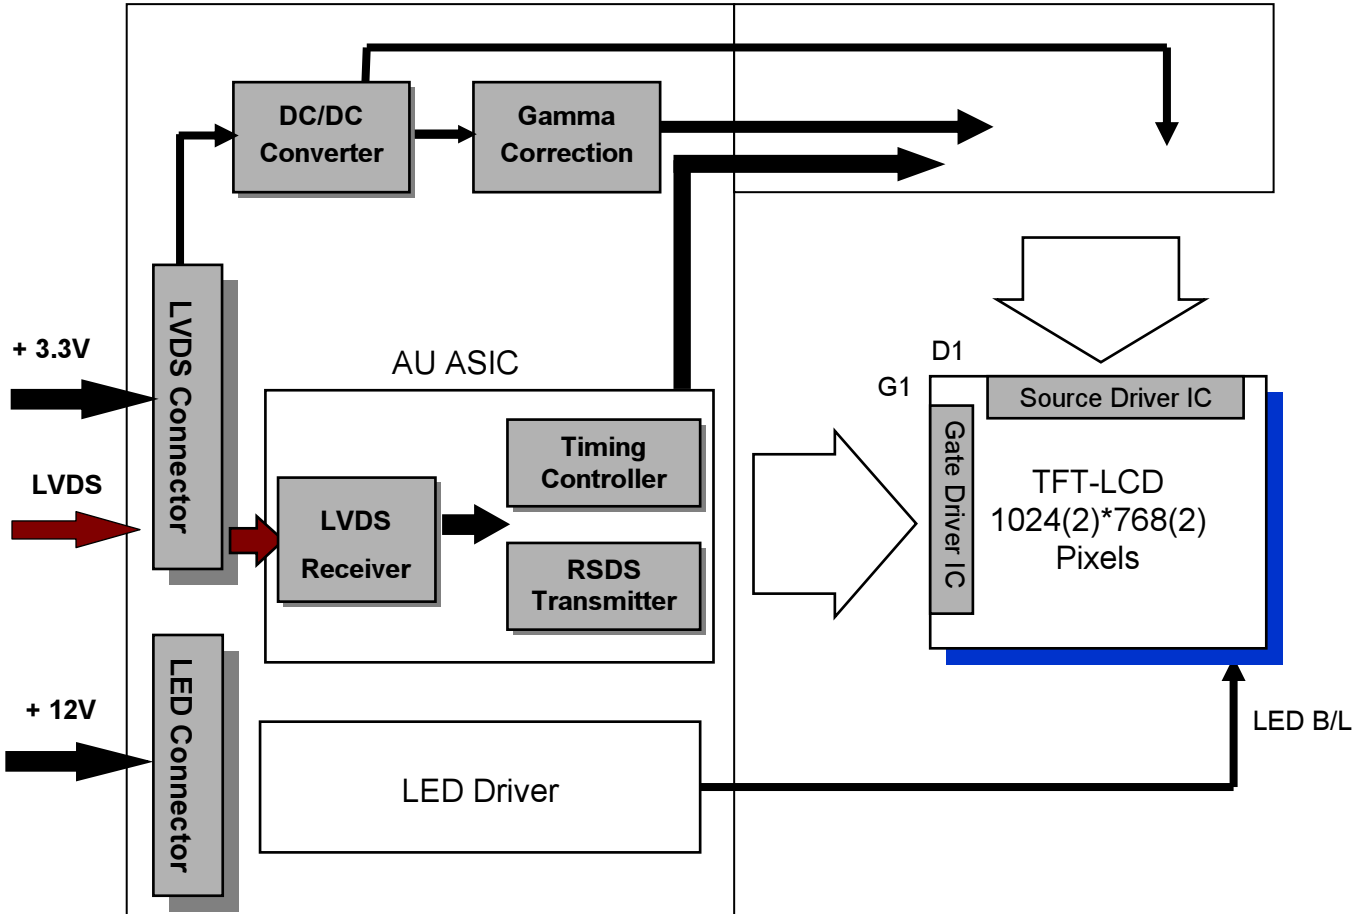 DC/DC
Converter
Gamma
Correction
+ 3.3V
LVDS
LVDS Connector
AU ASIC
LVDS
Receiver
Timing
Controller
RSDS
Transmitter
D1
G1
Source Driver IC
Gate Driver IC
TFT-LCD
1024(2)*768(2)
Pixels
+ 12V
LED Connector
LED Driver
LED B/L